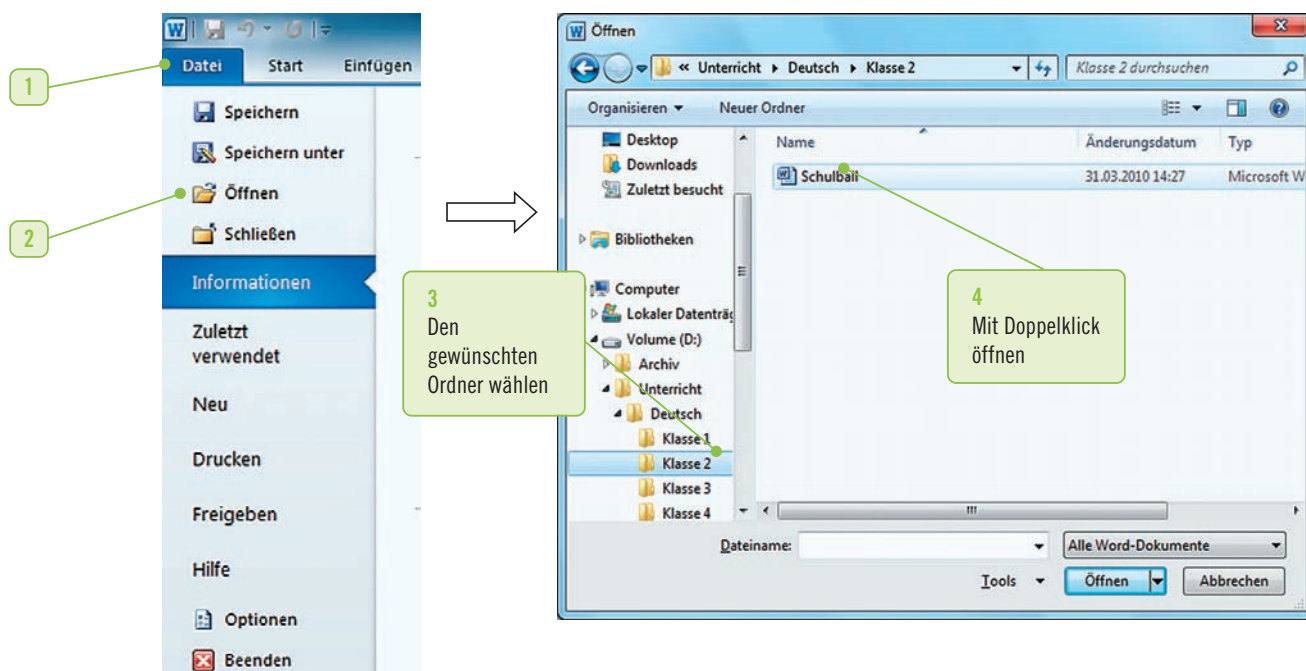 1
Datei Start Einfügen
Speichern
Speichern unter
2
Öffnen
Schließen
Informationen
Zuletzt
verwendet
Neu
Drucken
Freigeben
Hilfe
Optionen
Beenden
3
Den
gewünschten
Ordner wählen
Öffnen
« Unterricht Deutsch Klasse 2
Klasse 2 durchsuchen
Organisieren Neuer Ordner
Desktop
Downloads
Zuletzt besucht
Bibliotheken
Computer
Lokaler Datenträg
Volume (D:)
Archiv
Unterricht
Deutsch
Klasse 1
Klasse 2
Klasse 3
Klasse 4
Name Änderungsdatum Typ
Schulball 31.03.2010 14:27 Microsoft W
4
Mit Doppelklick
öffnen
Dateiname: Alle Word-Dokumente
Tools Öffnen Abbrechen